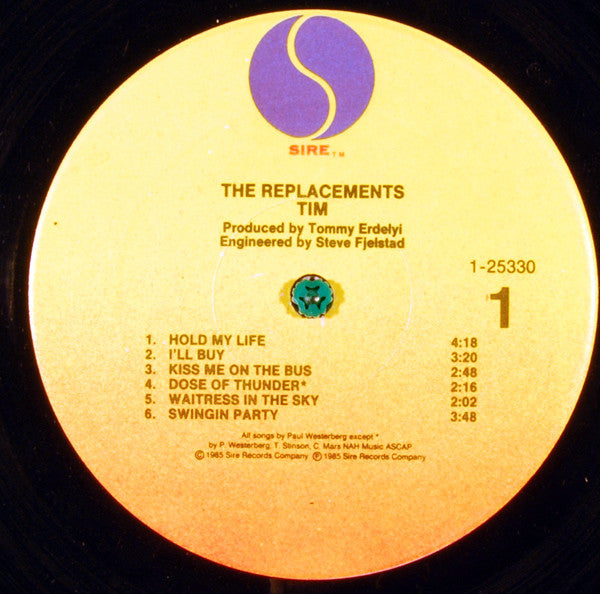 SIRE TM
THE REPLACEMENTS
TIM
Produced by Tommy Erdelyi
Engineered by Steve Fjelstad
1-25330
1
1. HOLD MY LIFE 4:18
2. I'LL BUY 3:20
3. KISS ME ON THE BUS 2:48
4. DOSE OF THUNDER* 2:16
5. WAITRESS IN THE SKY 2:02
6. SWINGIN PARTY 3:48
All songs by Paul Westerberg except *
by P. Westerberg, T. Stinson, C. Mars NAH Music ASCAP
© 1985 Sire Records Company ℗ 1985 Sire Records Company